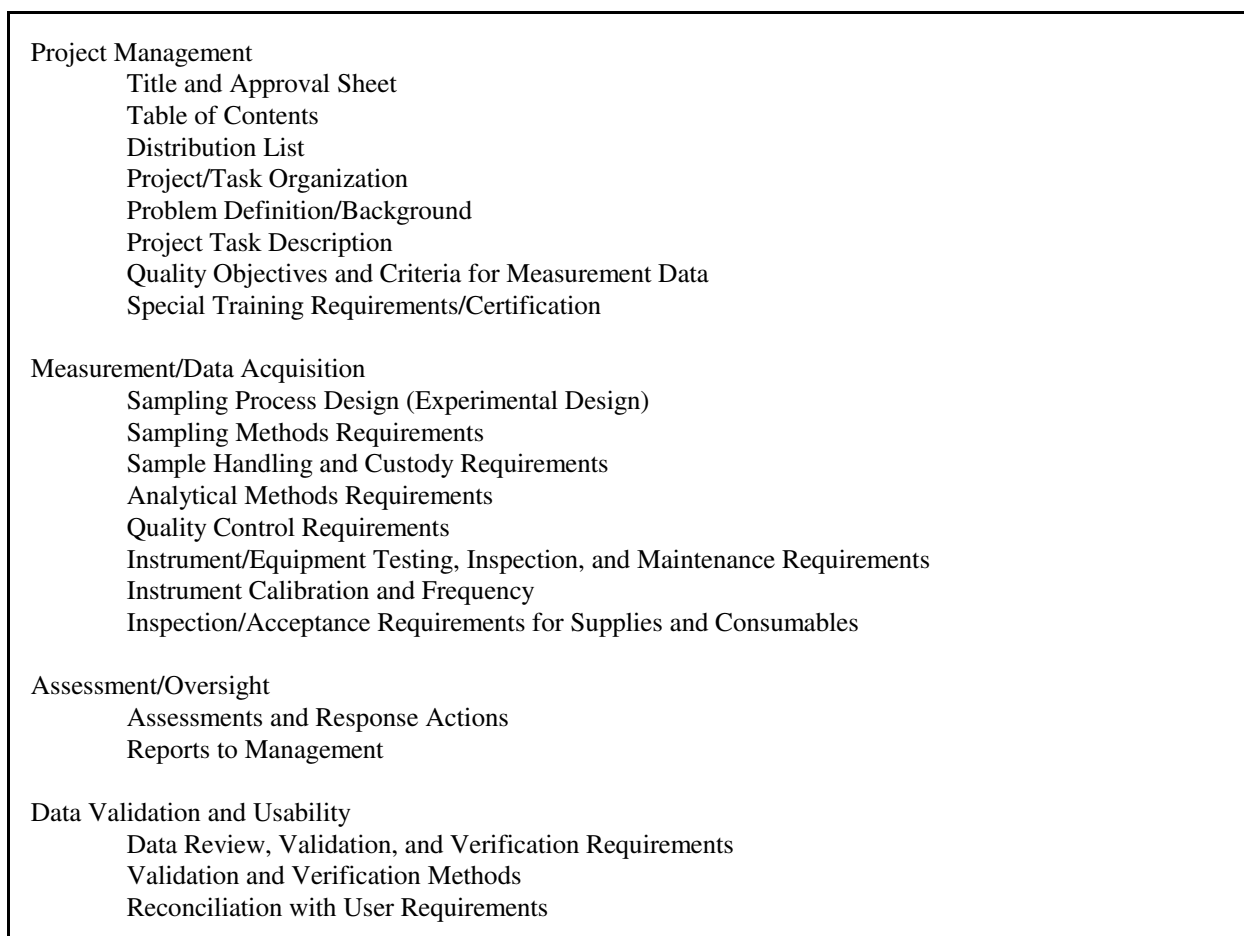 Project Management
Title and Approval Sheet
Table of Contents
Distribution List
Project/Task Organization
Problem Definition/Background
Project Task Description
Quality Objectives and Criteria for Measurement Data
Special Training Requirements/Certification
Measurement/Data Acquisition
Sampling Process Design (Experimental Design)
Sampling Methods Requirements
Sample Handling and Custody Requirements
Analytical Methods Requirements
Quality Control Requirements
Instrument/Equipment Testing, Inspection, and Maintenance Requirements
Instrument Calibration and Frequency
Inspection/Acceptance Requirements for Supplies and Consumables
Assessment/Oversight
Assessments and Response Actions
Reports to Management
Data Validation and Usability
Data Review, Validation, and Verification Requirements
Validation and Verification Methods
Reconciliation with User Requirements